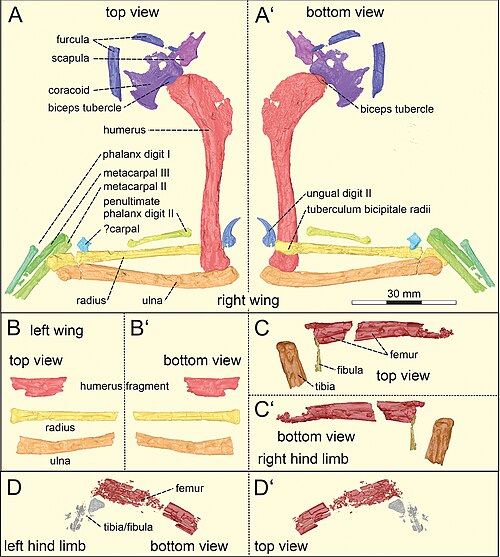 A
top view
A'
bottom view
furcula
scapula
coracoid
biceps tubercle
humerus
phalanx digit I
metacarpal III
metacarpal II
penultimate
phalanx digit II
?carpal
radius
ulna
biceps tubercle
ungual digit II
tuberculum bicipitale radii
right wing
30 mm
B
left wing
B'
top view
bottom view
humerus fragment
radius
ulna
C
femur
fibula
tibia
top view
C'
bottom view
right hind limb
D
femur
tibia/fibula
left hind limb
bottom view
D'
top view